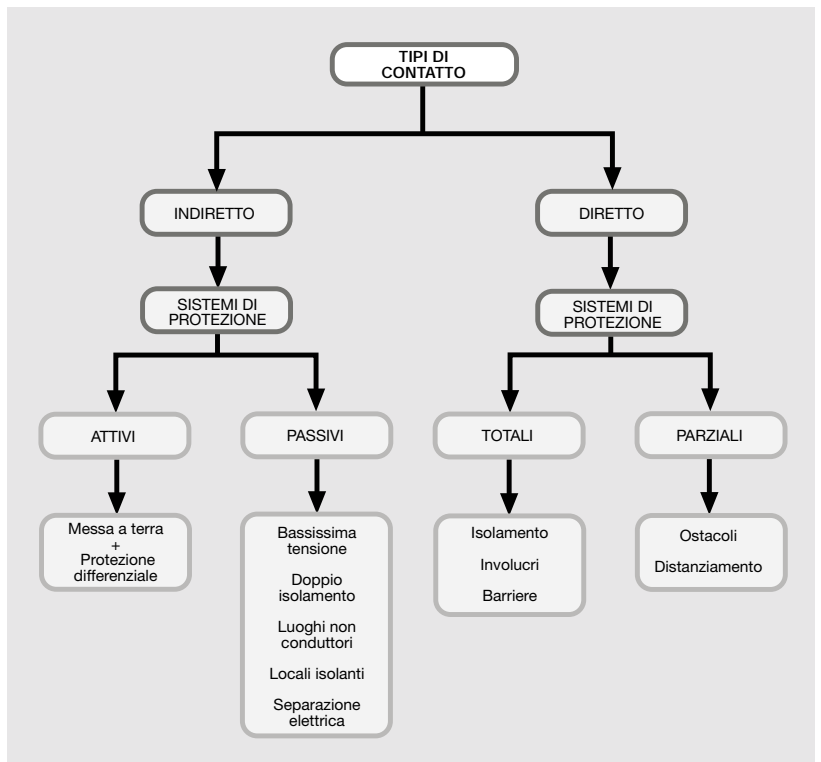 TIPI DI
CONTATTO
INDIRETTO
DIRETTO
SISTEMI DI
PROTEZIONE
SISTEMI DI
PROTEZIONE
ATTIVI
PASSIVI
TOTALI
PARZIALI
Messa a terra
+
Protezione
differenziale
Bassissima
tensione
Doppio
isolamento
Luoghi non
conduttori
Locali isolanti
Separazione
elettrica
Isolamento
Involucri
Barriere
Ostacoli
Distanziamento